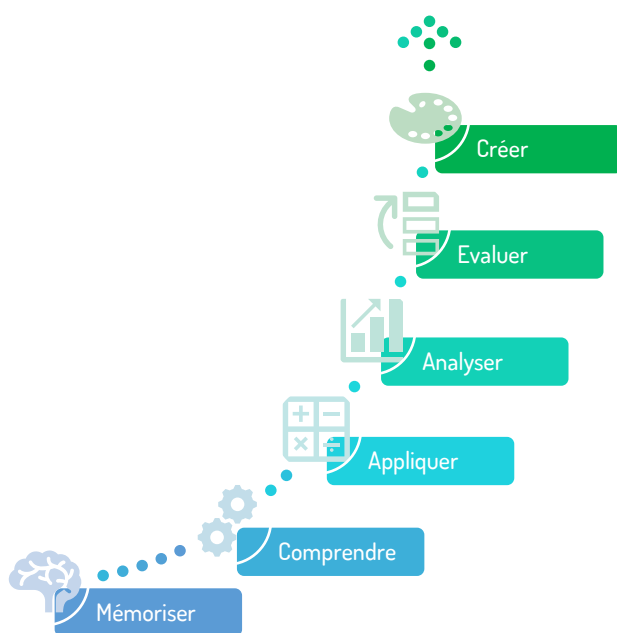 Créer
Evaluer
Analyser
Appliquer
Comprendre
Mémoriser